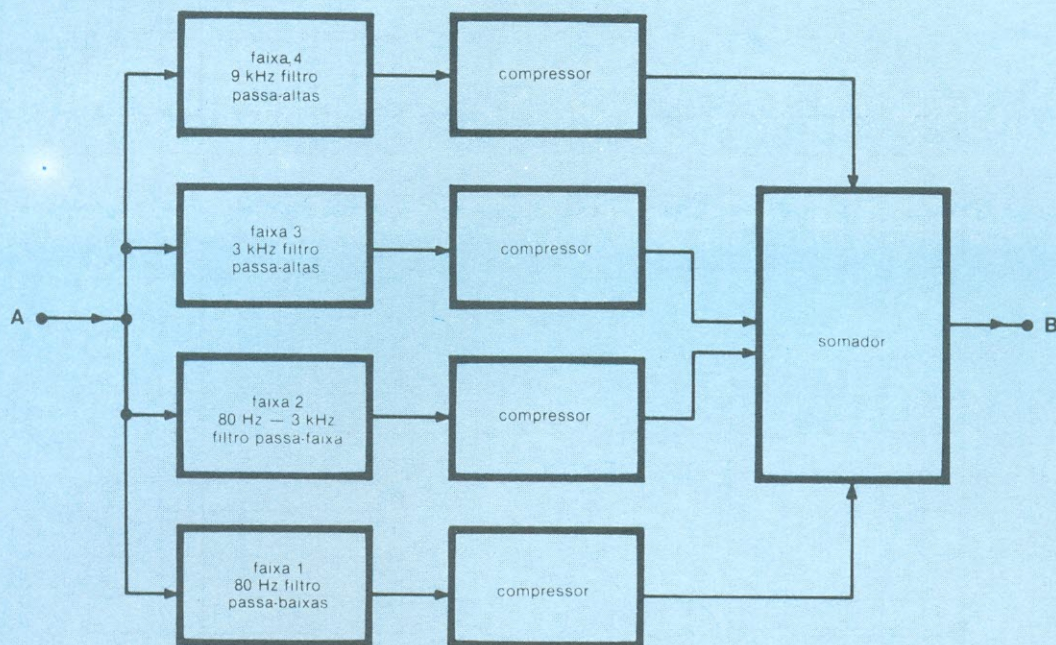 faixa 4
9 kHz filtro
passa-altas
compressor
faixa 3
3 kHz filtro
passa-altas
compressor
A
somador
B
faixa 2
80 Hz — 3 kHz
filtro passa-faixa
compressor
faixa 1
80 Hz filtro
passa-baixas
compressor